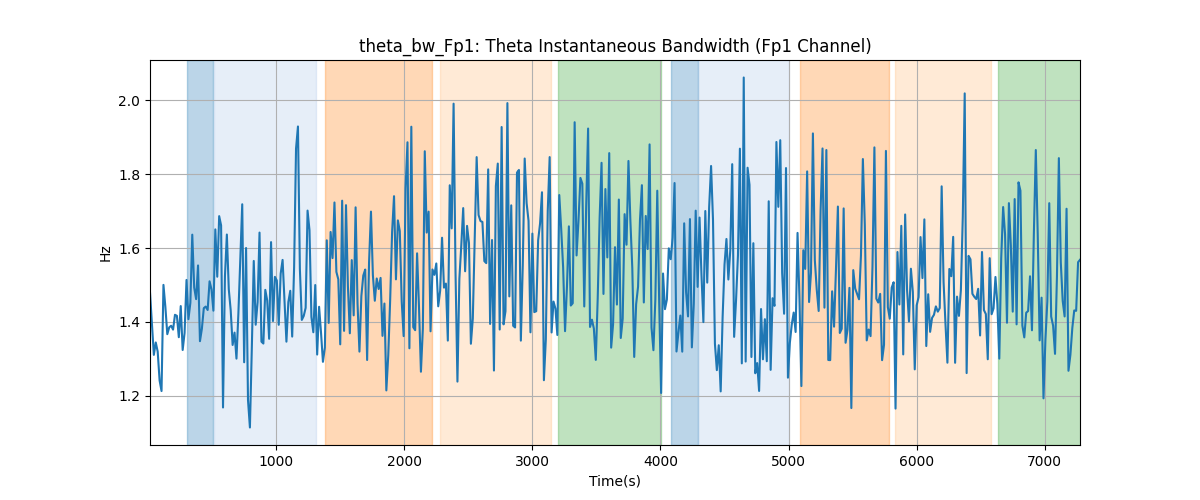 theta_bw_Fp1: Theta Instantaneous Bandwidth (Fp1 Channel)
2.0
1.8
1.6
1.4
1.2
Hz
1000 2000 3000 4000 5000 6000 7000
Time(s)